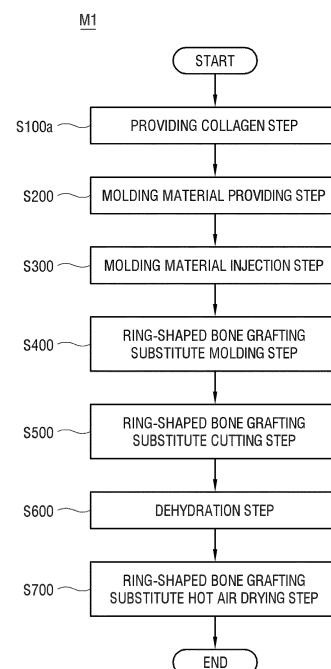 M1
START
S100a PROVIDING COLLAGEN STEP
S200 MOLDING MATERIAL PROVIDING STEP
S300 MOLDING MATERIAL INJECTION STEP
S400 RING-SHAPED BONE GRAFTING
SUBSTITUTE MOLDING STEP
S500 RING-SHAPED BONE GRAFTING
SUBSTITUTE CUTTING STEP
S600 DEHYDRATION STEP
S700 RING-SHAPED BONE GRAFTING
SUBSTITUTE HOT AIR DRYING STEP
END